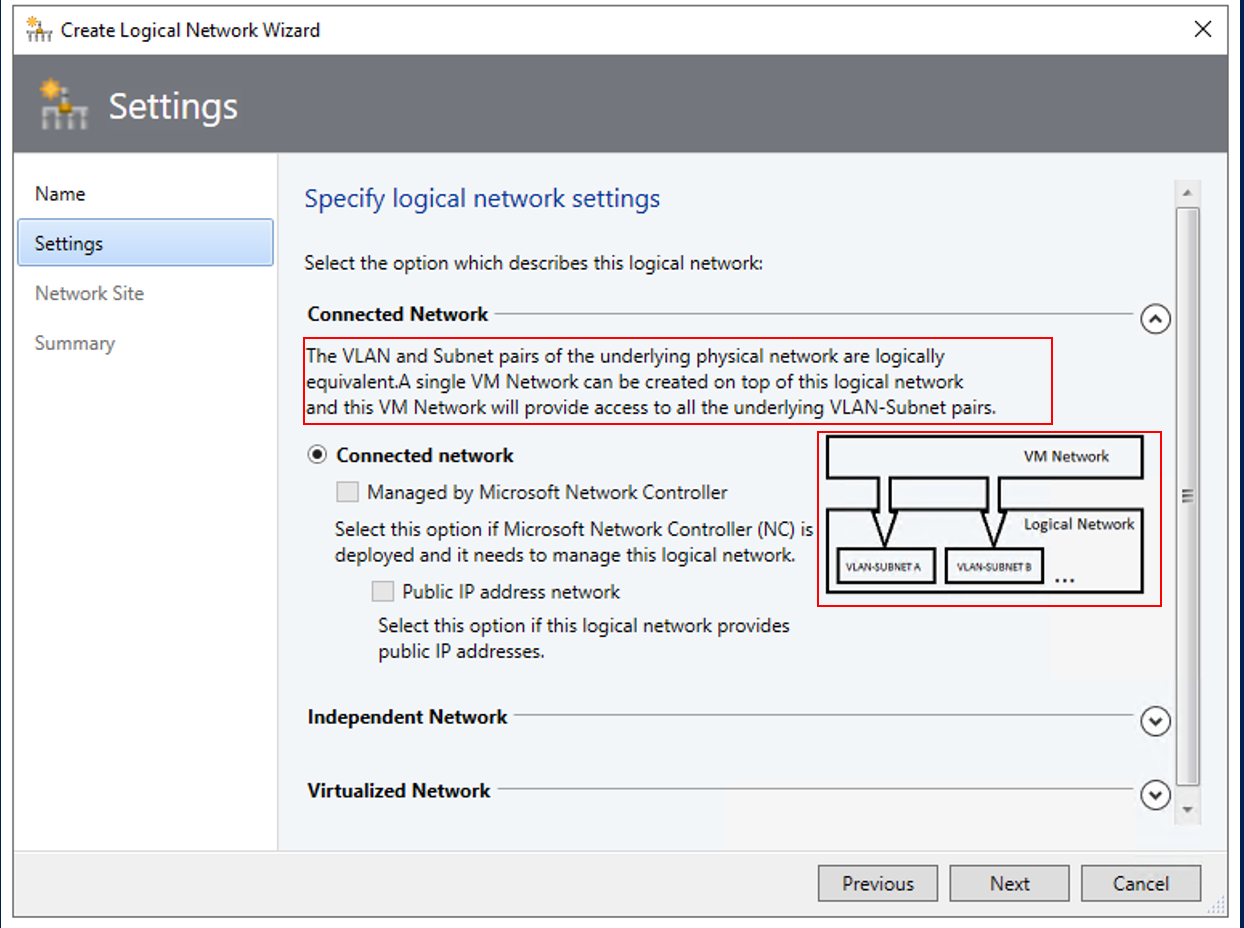 Create Logical Network Wizard
Settings
Name
Settings
Network Site
Summary
Specify logical network settings
Select the option which describes this logical network:
Connected Network
The VLAN and Subnet pairs of the underlying physical network are logically
equivalent.A single VM Network can be created on top of this logical network
and this VM Network will provide access to all the underlying VLAN-Subnet pairs.
Connected network
Managed by Microsoft Network Controller
Select this option if Microsoft Network Controller (NC) is
deployed and it needs to manage this logical network.
Public IP address network
Select this option if this logical network provides
public IP addresses.
VM Network
Logical Network
VLAN-SUBNET A
VLAN-SUBNET B
...
Independent Network
Virtualized Network
Previous
Next
Cancel